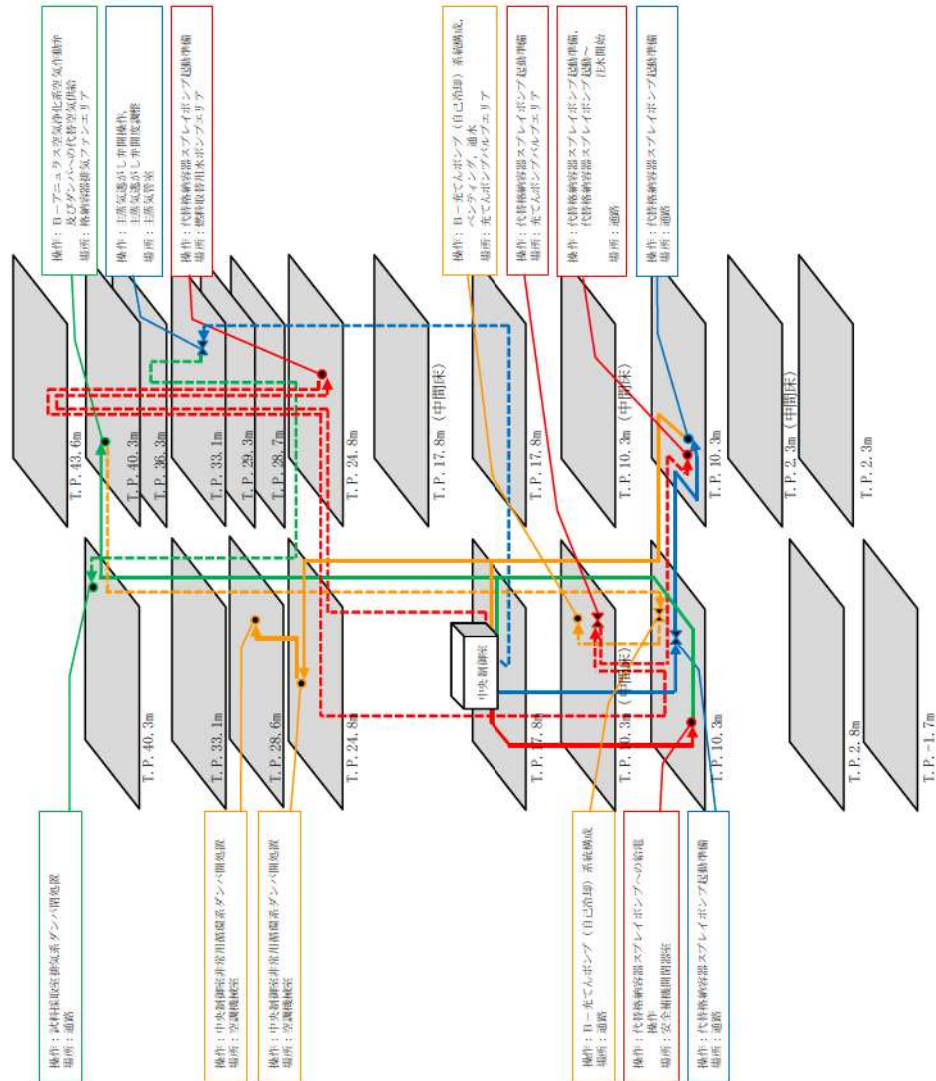 操作:B-アニュラス空気浄化系空気作動弁
及びダンパへの代替空気供給
場所:格納容器排気ファンエリア
操作:主蒸気逃がし弁開操作,
主蒸気逃がし弁開度調整
場所:主蒸気管室
操作:代替格納容器スプレイポンプ起動準備
場所:燃料取替用水ポンプエリア
操作:B-充てんポンプ(自己冷却)系統構成,
ベンティング,通水
場所:充てんポンプバルブエリア
操作:代替格納容器スプレイポンプ起動準備
場所:充てんポンプバルブエリア
操作:代替格納容器スプレイポンプ起動準備,
代替格納容器スプレイポンプ起動~
注水開始
場所:通路
操作:代替格納容器スプレイポンプ起動準備
場所:通路
T.P.43.6m
T.P.40.3m
T.P.36.3m
T.P.33.1m
T.P.29.3m
T.P.28.7m
T.P.24.8m
T.P.17.8m(中間床)
T.P.17.8m
T.P.10.3m(中間床)
T.P.10.3m
T.P.2.3m(中間床)
T.P.2.3m
中央制御室
T.P.40.3m
T.P.33.1m
T.P.28.6m
T.P.24.8m
T.P.17.8m
T.P.10.3m(中間床)
T.P.10.3m
T.P.2.8m
T.P.-1.7m
操作:試料採取室排気系ダンパ閉処置
場所:通路
操作:中央制御室非常用循環系ダンパ開処置
場所:空調機械室
操作:中央制御室非常用循環系ダンパ開処置
場所:空調機械室
操作:B-充てんポンプ(自己冷却)系統構成
場所:通路
操作:代替格納容器スプレイポンプへの給電
操作
場所:安全補機開閉器室
操作:代替格納容器スプレイポンプ起動準備
場所:通路